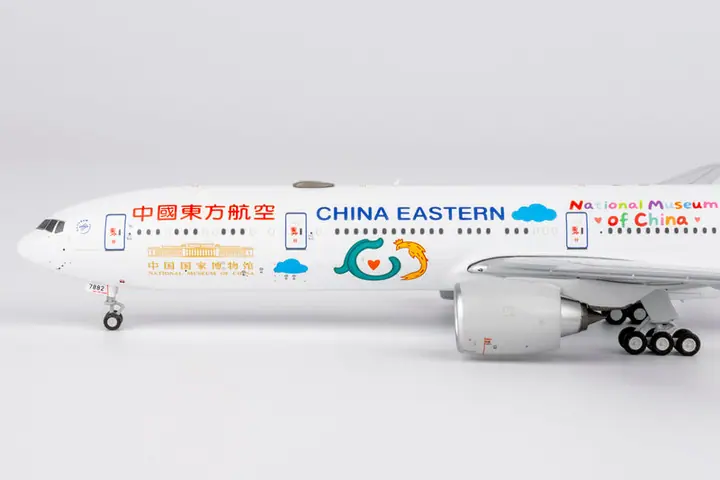 中國東方航空
CHINA EASTERN
National Museum
of China
中国国家博物馆
NATIONAL MUSEUM OF CHINA
7882